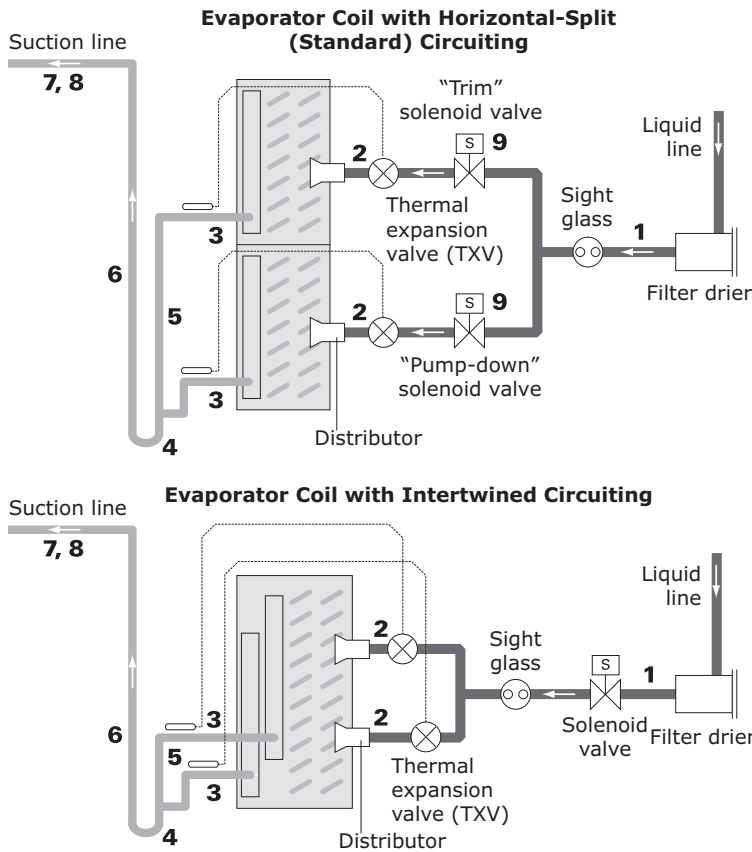 Evaporator Coil with Horizontal-Split
(Standard) Circuiting
Suction line
7, 8
"Trim"
solenoid valve
S
9
2
Liquid
line
Sight
glass
1
3
Thermal
expansion
valve (TXV)
6
Filter drier
5
2
S
9
3
"Pump-down"
solenoid valve
4
Distributor
Evaporator Coil with Intertwined Circuiting
Suction line
7, 8
Liquid
line
2
Sight
glass
S
1
3
2
6
5
Solenoid
valve
Filter drier
3
Thermal
expansion
valve (TXV)
4
Distributor